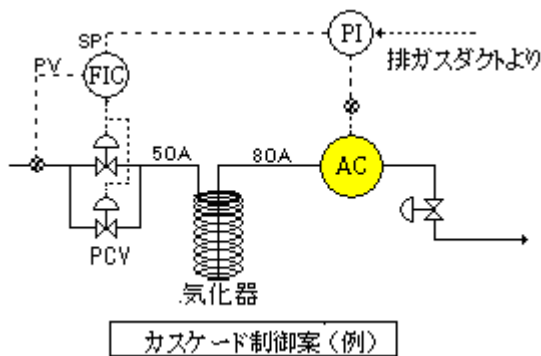 SP
PI
排ガスダクトより
PV
FIC
50A
80A
AC
PCV
気化器
カスケード制御案（例）